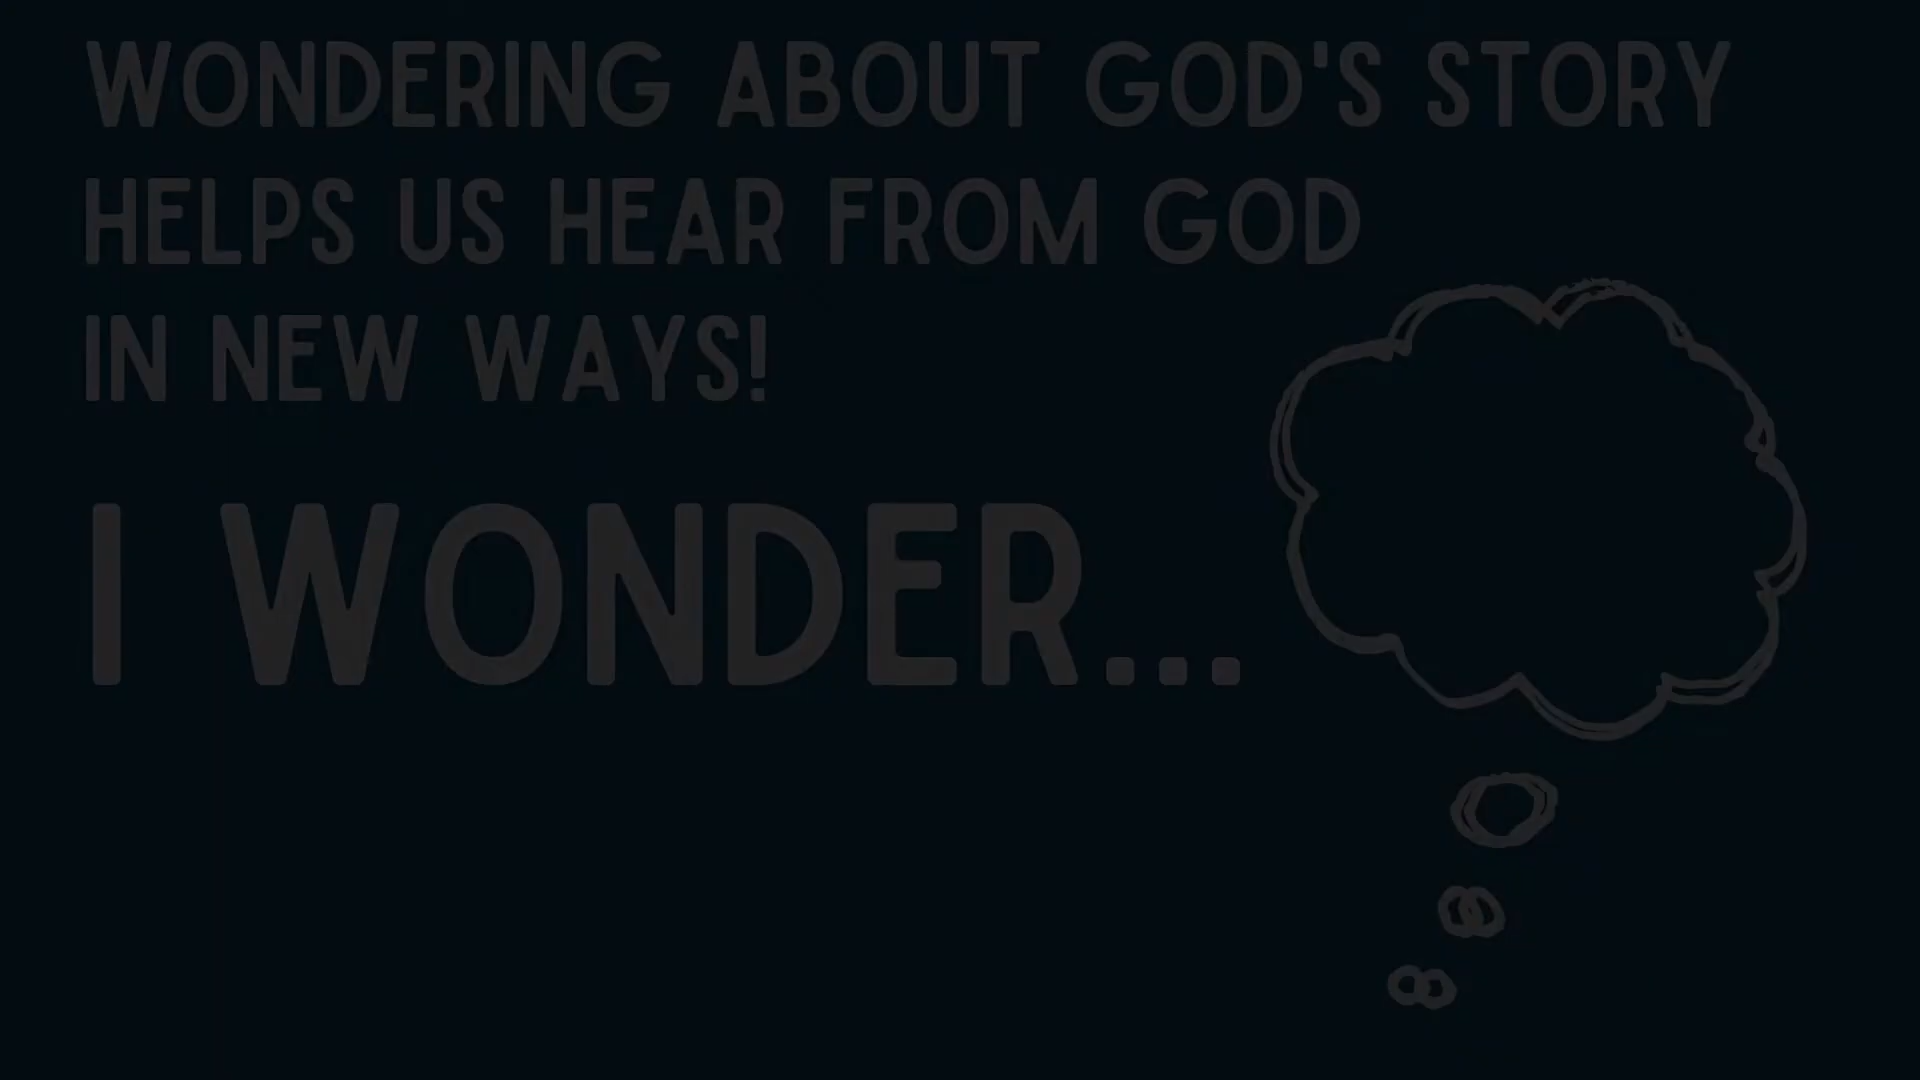 WONDERING ABOUT GOD'S STORY
HELPS US HEAR FROM GOD
IN NEW WAYS!
I WONDER...